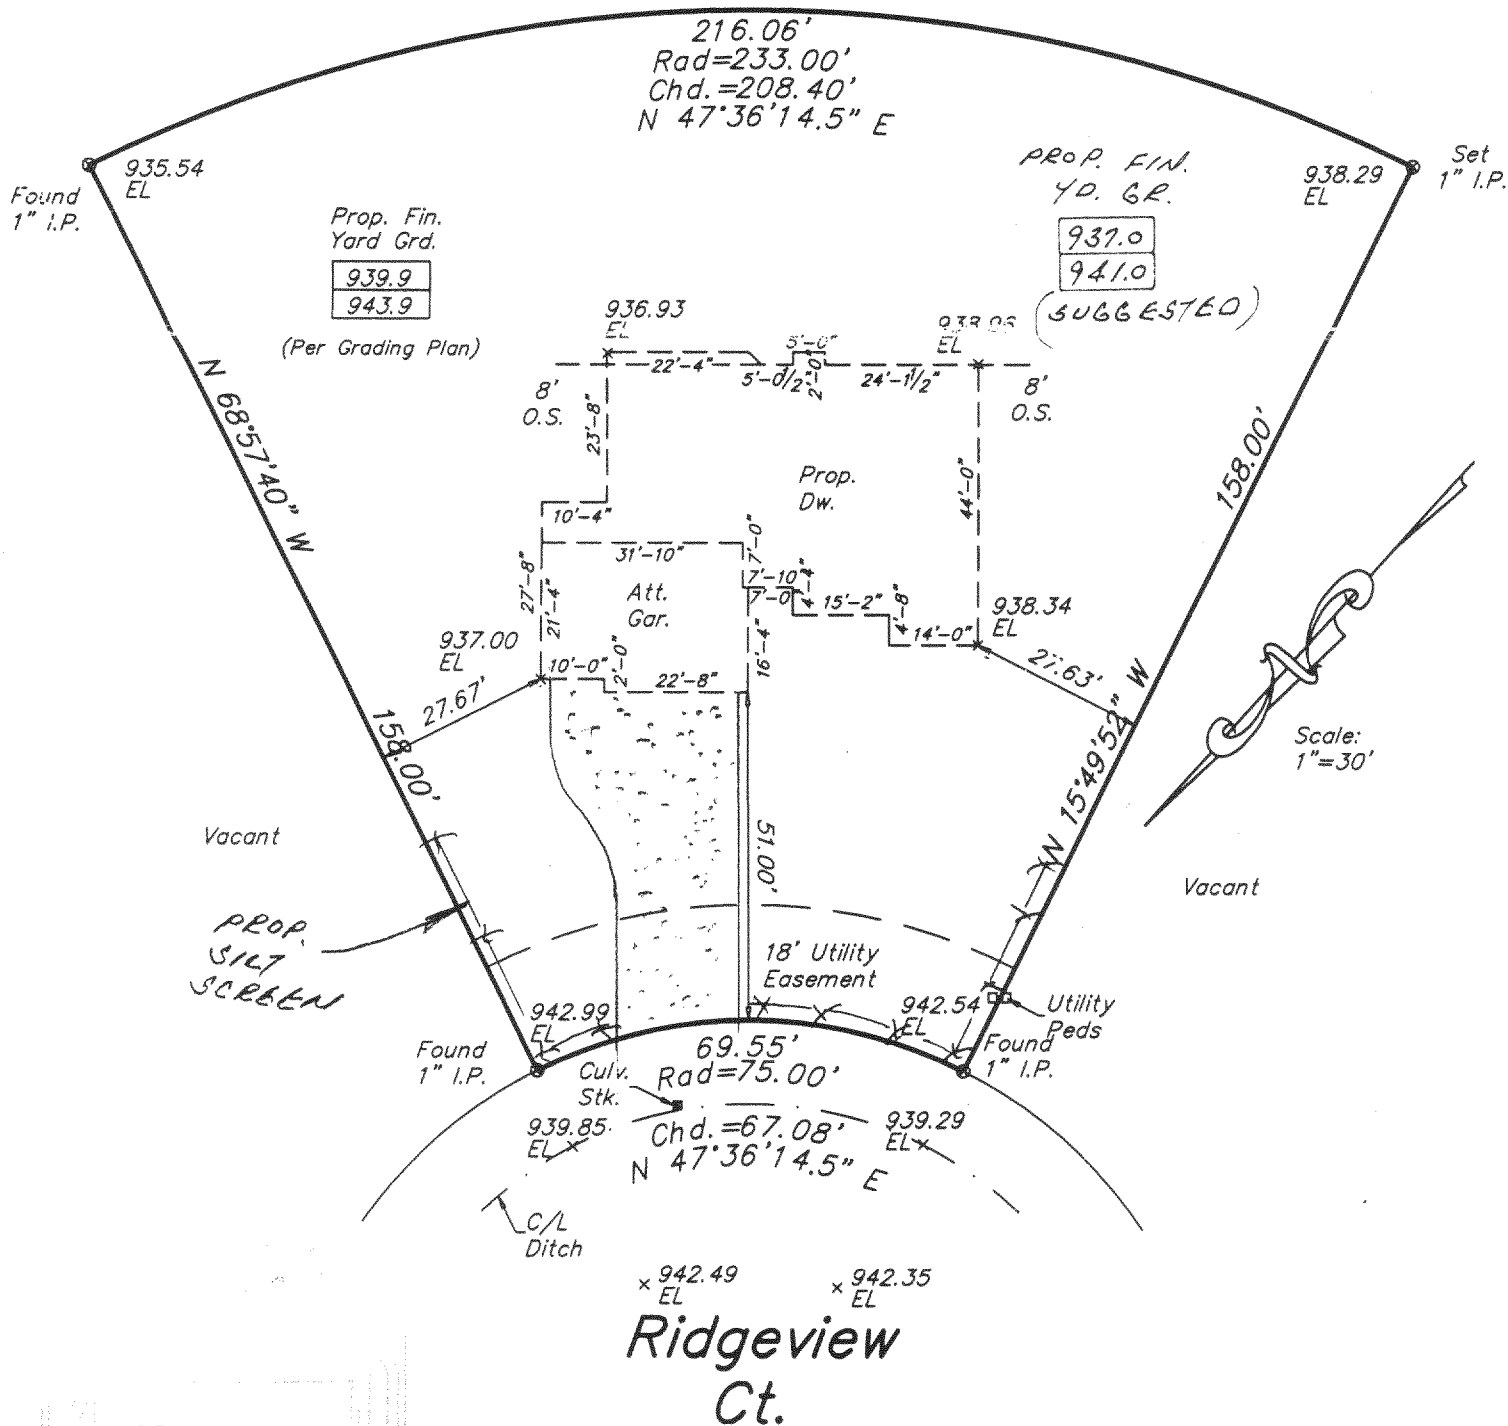 216.06'
Rad=233.00'
Chd.=208.40'
N 47°36'14.5" E
935.54
EL
Found
1" I.P.
PROP. FIN.
YD. GR.
937.0
941.0
(SUGGESTED)
938.29
EL
Set
1" I.P.
Prop. Fin.
Yard Grd.
939.9
943.9
(Per Grading Plan)
936.93
EL
EL
22'-4"
5'-0 1/2"
5'-0"
2'-0"
24'-1 1/2"
8'
O.S.
8'
O.S.
23'-8"
N 68°57'40" W
158.00'
Prop.
Dw.
44'-0"
158.00'
N 15°49'52" W
10'-4"
31'-10"
7'-0"
7'-10
7'-0
4'-4"
15'-2"
4'-8"
14'-0"
938.34
EL
27'-8"
21'-4"
Att.
Gar.
16'-4"
937.00
EL
10'-0"
2'-0"
22'-8"
27.67'
27.63'
Scale:
1"=30'
51.00'
Vacant
Vacant
PROP.
SILT
SCREEN
18' Utility
Easement
942.99
EL
942.54
EL
Utility
Peds
Found
1" I.P.
Found
1" I.P.
69.55'
Rad=75.00'
Culv.
Stk.
939.85
EL
Chd.=67.08'
N 47°36'14.5" E
939.29
EL
C/L
Ditch
942.49
EL
942.35
EL
Ridgeview
Ct.